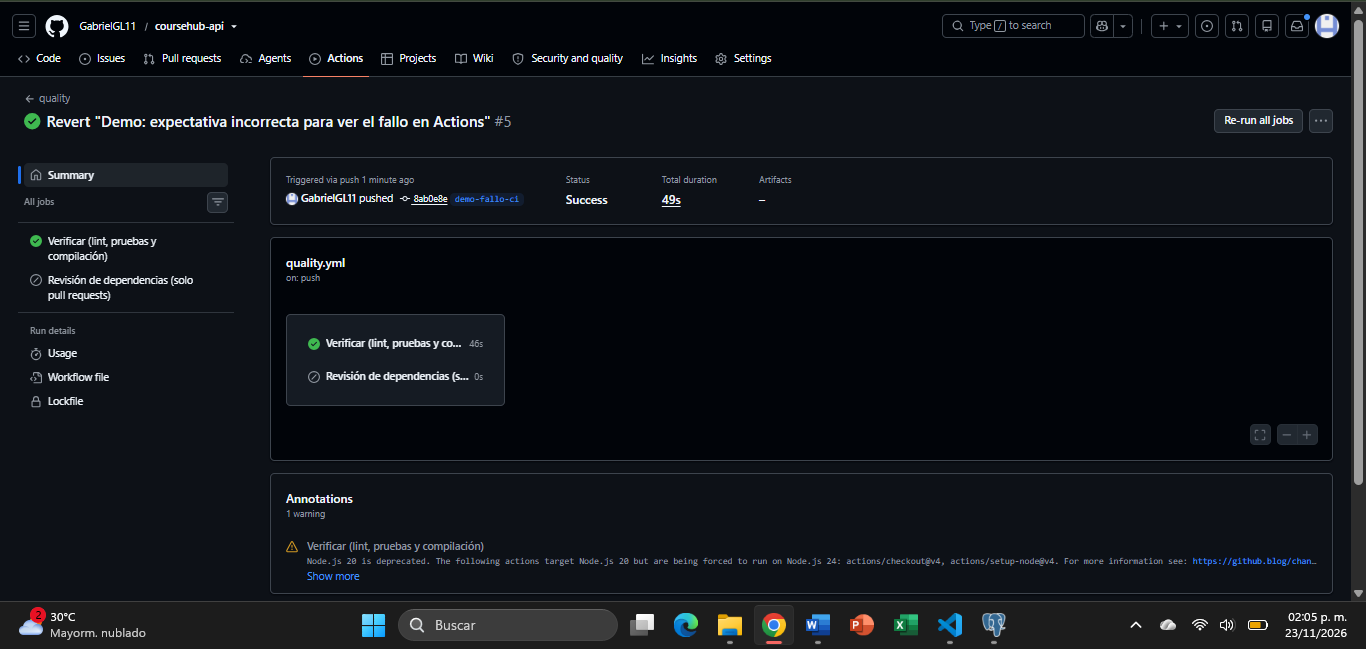 GabrielGL11 / coursehub-api
Type / to search
Code Issues Pull requests Agents Actions Projects Wiki Security and quality Insights Settings
← quality
Revert "Demo: expectativa incorrecta para ver el fallo en Actions" #5
Re-run all jobs
Summary
All jobs
Verificar (lint, pruebas y
compilación)
Revisión de dependencias (solo
pull requests)
Run details
Usage
Workflow file
Lockfile
Triggered via push 1 minute ago
GabrielGL11 pushed 8ab0e8e demo-fallo-ci
Status
Success
Total duration
49s
Artifacts
–
quality.yml
on: push
Verificar (lint, pruebas y co... 46s
Revisión de dependencias (s... 0s
Annotations
1 warning
Verificar (lint, pruebas y compilación)
Node.js 20 is deprecated. The following actions target Node.js 20 but are being forced to run on Node.js 24: actions/checkout@v4, actions/setup-node@v4. For more information see: https://github.blog/chan…
Show more
2
30°C
Mayorm. nublado
Buscar
02:05 p. m.
23/11/2026